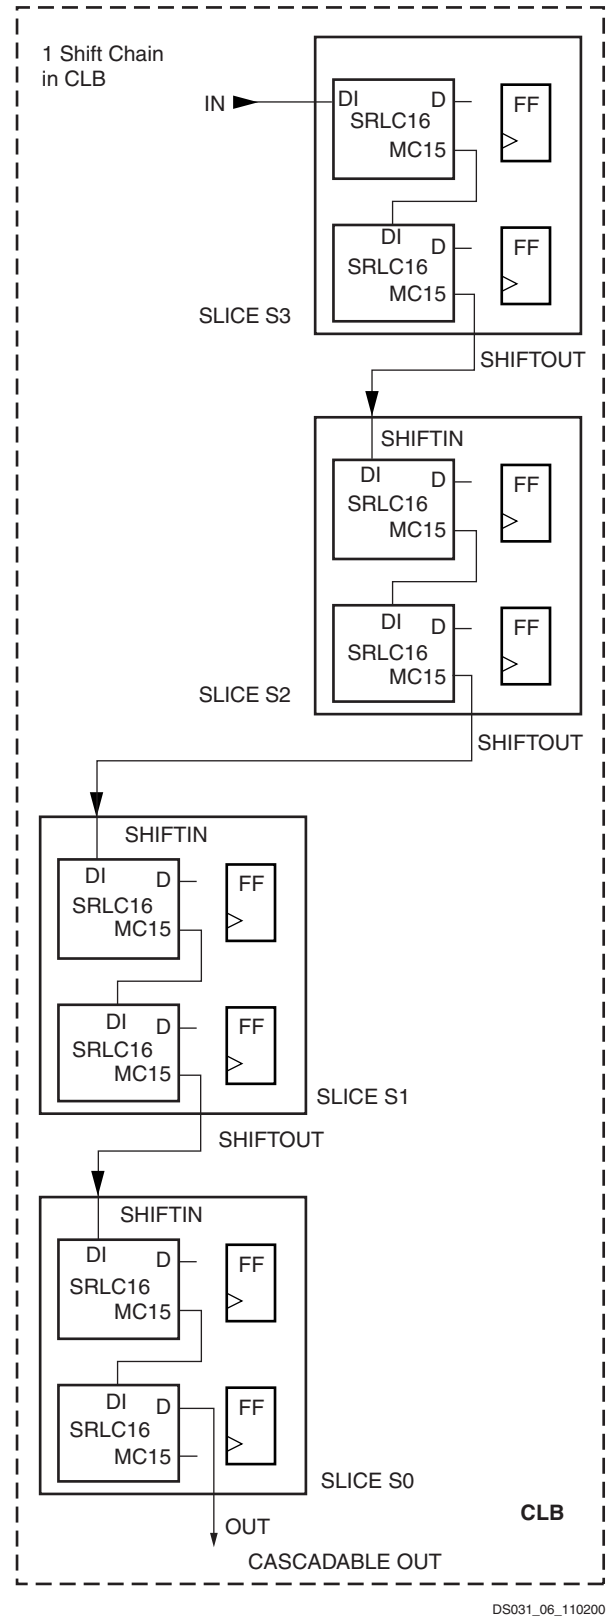 1 Shift Chain
in CLB
IN
DI
D
SRLC16
MC15
FF
DI
D
SRLC16
MC15
FF
SLICE S3
SHIFTOUT
SHIFTIN
DI
D
SRLC16
MC15
FF
DI
D
SRLC16
MC15
FF
SLICE S2
SHIFTOUT
SHIFTIN
DI
D
SRLC16
MC15
FF
DI
D
SRLC16
MC15
FF
SLICE S1
SHIFTOUT
SHIFTIN
DI
D
SRLC16
MC15
FF
DI
D
SRLC16
MC15
FF
SLICE S0
CLB
OUT
CASCADABLE OUT
DS031_06_110200